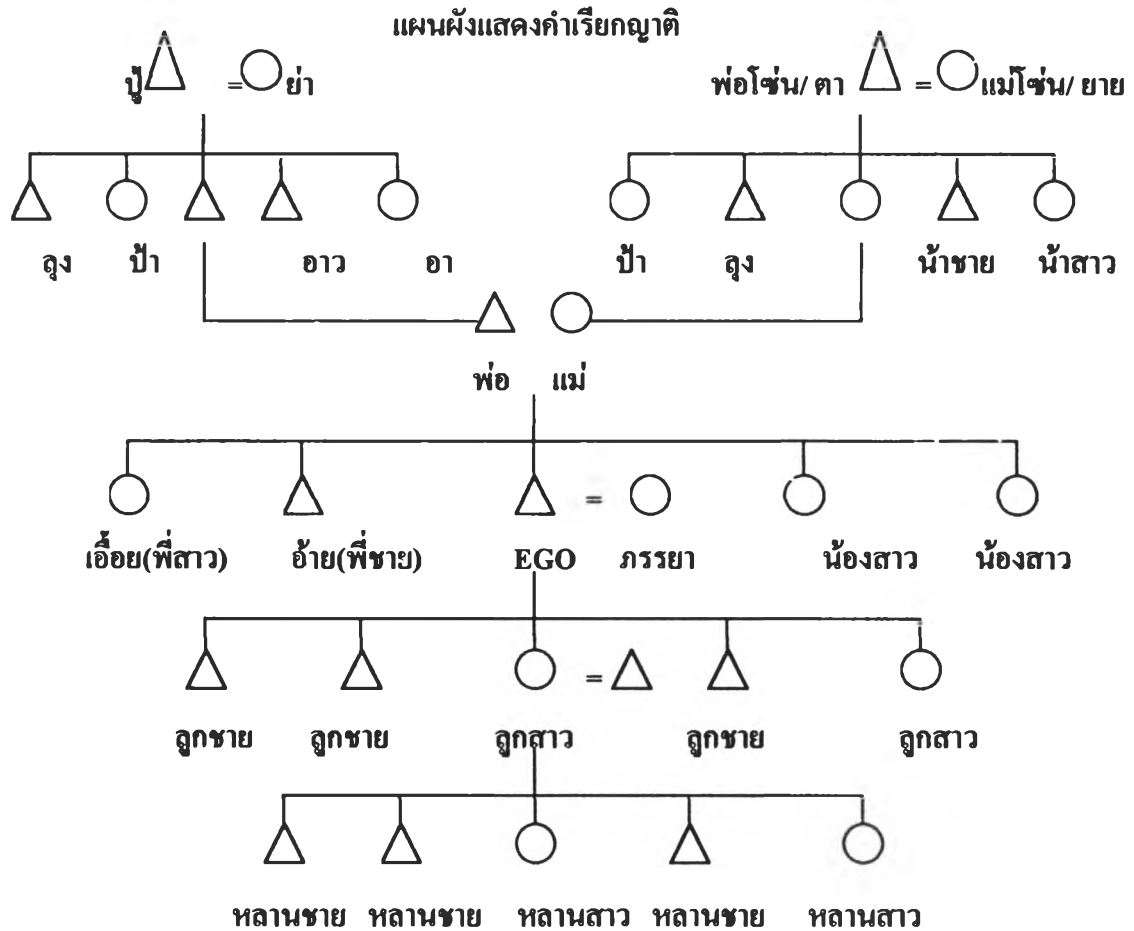 แผนผังแสดงคำเรียกญาติ
ปู่ = ย่า พ่อโซ่น/ ตา = แม่โซ่น/ ยาย
ลุง ป้า อาว อา ป้า ลุง น้าชาย น้าสาว
พ่อ แม่
เอื้อย(พี่สาว) อ้าย(พี่ชาย) EGO = ภรรยา น้องสาว น้องสาว
=
ลูกชาย ลูกชาย ลูกสาว ลูกชาย ลูกสาว
หลานชาย หลานชาย หลานสาว หลานชาย หลานสาว